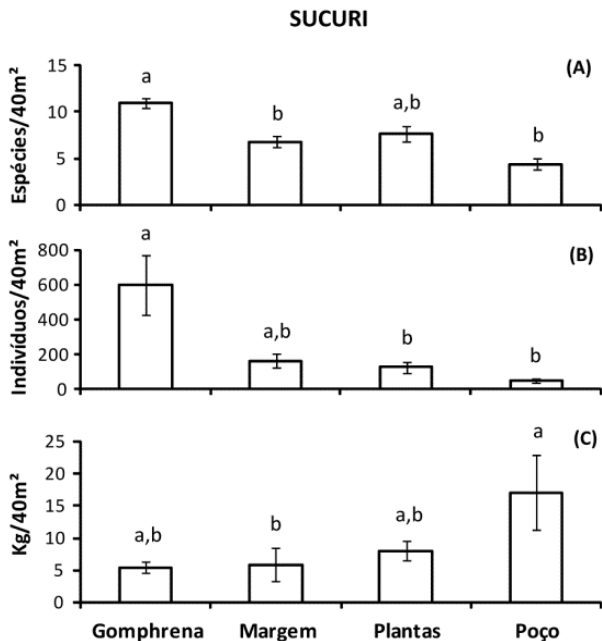 SUCURI
(A)
Espécies/40m²
15
10
5
0
a
b
a,b
b
(B)
Indivíduos/40m²
800
600
400
200
0
a
a,b
b
b
(C)
Kg/40m²
25
20
15
10
5
0
a,b
b
a,b
a
Gomphrena Margem Plantas Poço